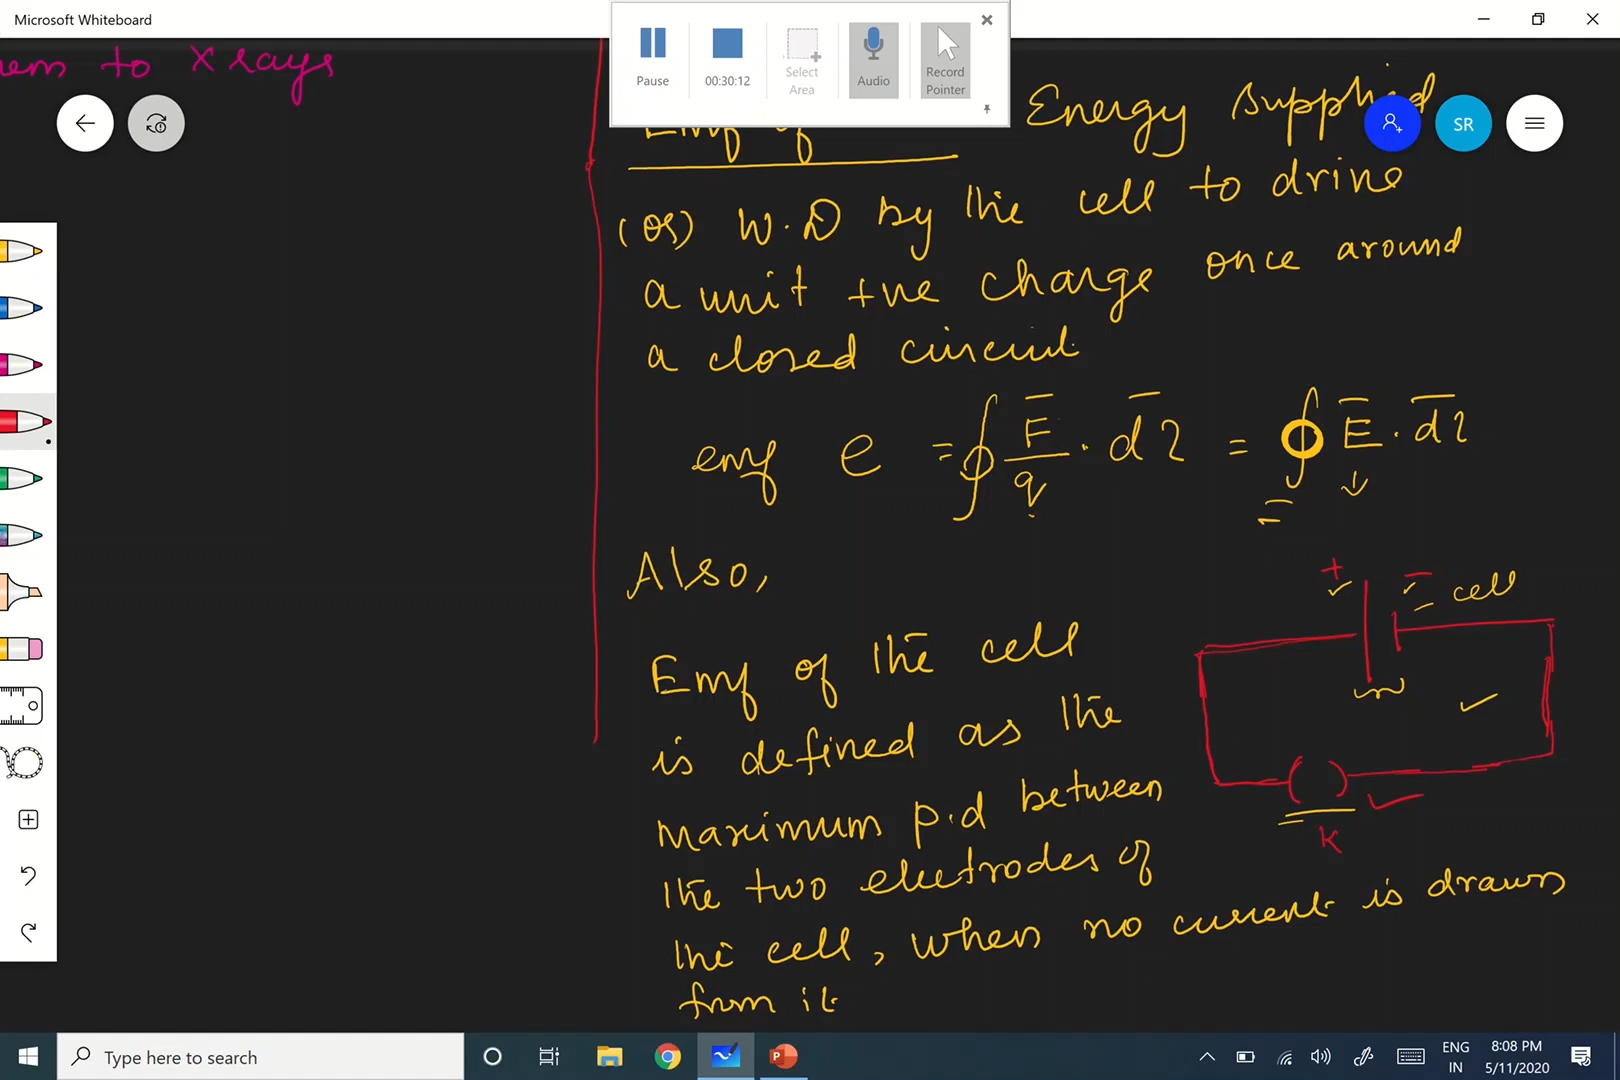 Microsoft Whiteboard
Pause
00:30:12
Select Area
Audio
Record Pointer
SR
to X rays
Emf of
Energy Supplied
(or) W.D by the cell to drive
a unit +ve charge once around
a closed circuit
emf e = ∮ F̅/q · d̅l = ∮ E̅ · d̅l
Also,
+ − cell
Emf of the cell
is defined as the
maximum p.d between
K
the two electrodes of
the cell, when no current is drawn
from it
Type here to search
ENG
IN
8:08 PM
5/11/2020